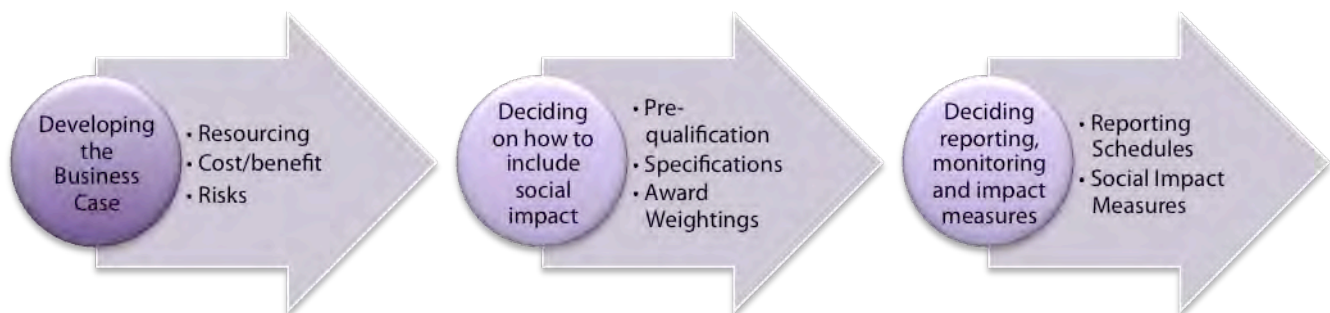 Developing
the
Business
Case
• Resourcing
• Cost/benefit
• Risks
Deciding
on how to
include
social
impact
• Pre-
qualification
• Specifications
• Award
Weightings
Deciding
reporting,
monitoring
and impact
measures
• Reporting
Schedules
• Social Impact
Measures